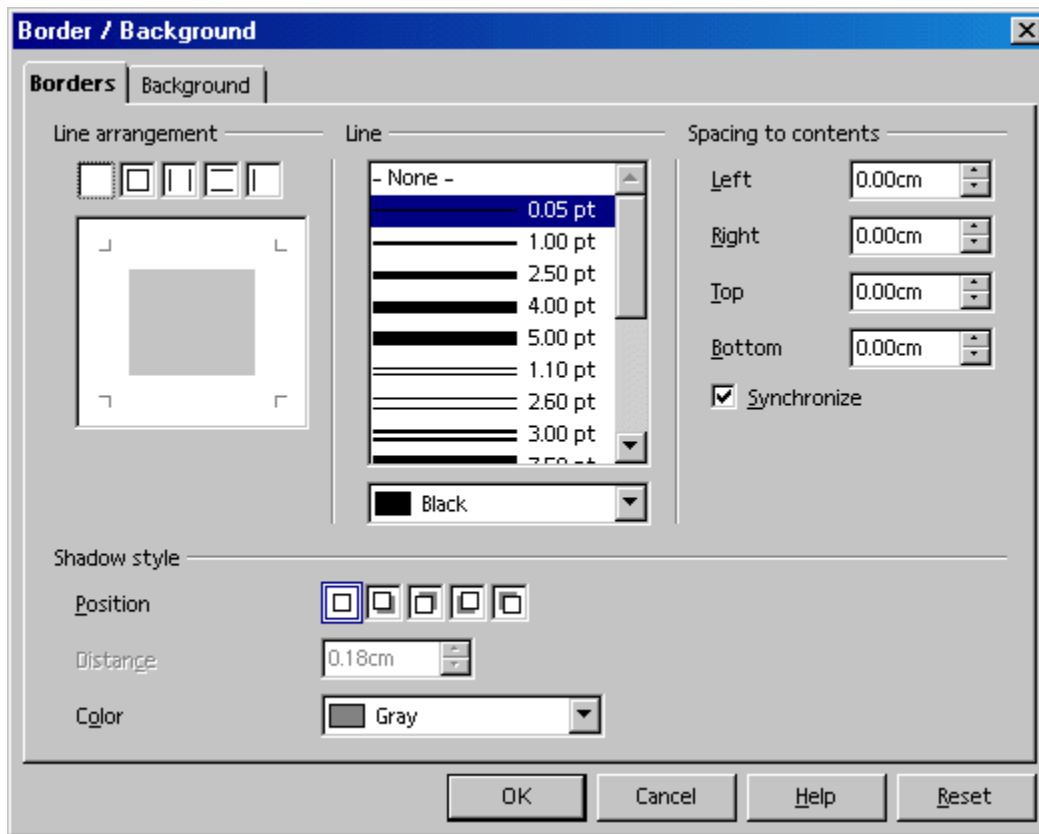 Border / Background
Borders
Background
Line arrangement
Line
- None -
0.05 pt
1.00 pt
2.50 pt
4.00 pt
5.00 pt
1.10 pt
2.60 pt
3.00 pt
Black
Spacing to contents
Left 0.00cm
Right 0.00cm
Top 0.00cm
Bottom 0.00cm
Synchronize
Shadow style
Position
Distance 0.18cm
Color Gray
OK
Cancel
Help
Reset